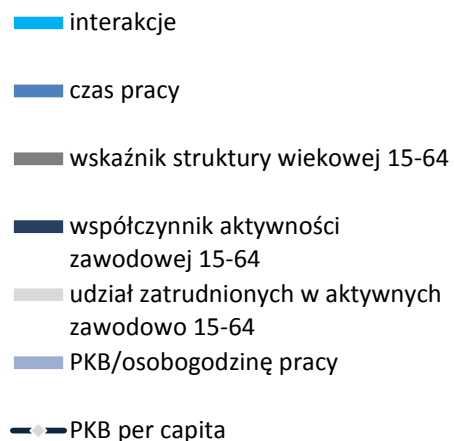 interakcje
czas pracy
wskaźnik struktury wiekowej 15-64
współczynnik aktywności
zawodowej 15-64
udział zatrudnionych w aktywnych
zawodowo 15-64
PKB/osobogodzinę pracy
PKB per capita